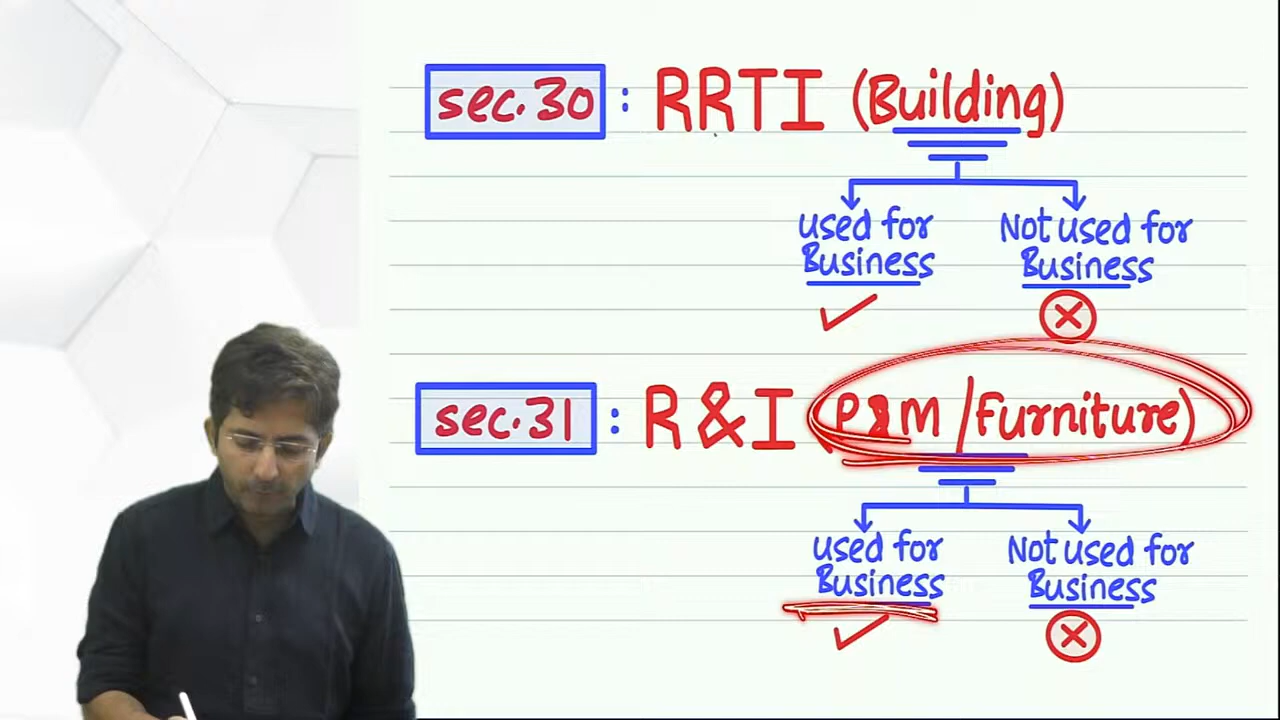 sec.30 : RRTI (Building)
used for Business
Not used for Business
sec.31 : R&I (P&M /Furniture)
used for Business
Not used for Business